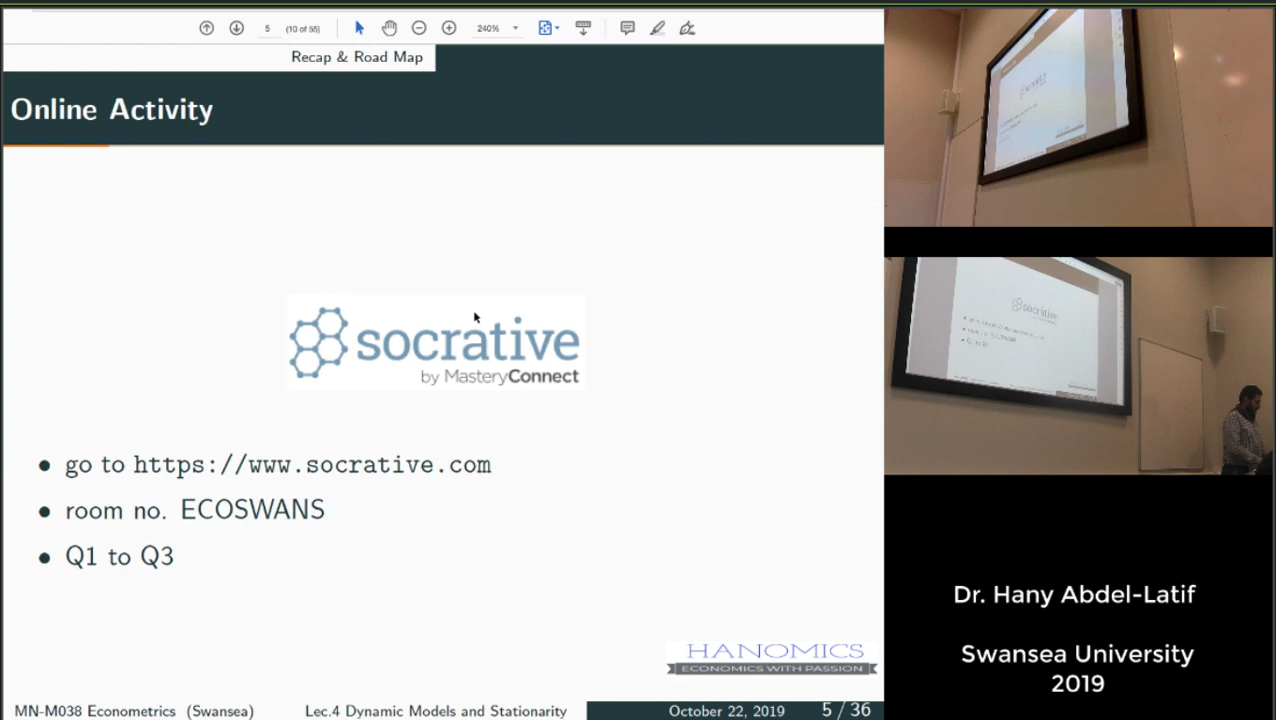 5 (10 of 55) 240%
Recap & Road Map
Online Activity
socrative
by MasteryConnect
• go to https://www.socrative.com
• room no. ECOSWANS
• Q1 to Q3
HANOMICS
ECONOMICS WITH PASSION
MN-M038 Econometrics (Swansea) Lec.4 Dynamic Models and Stationarity October 22, 2019 5 / 36
socrative
Dr. Hany Abdel-Latif
Swansea University
2019